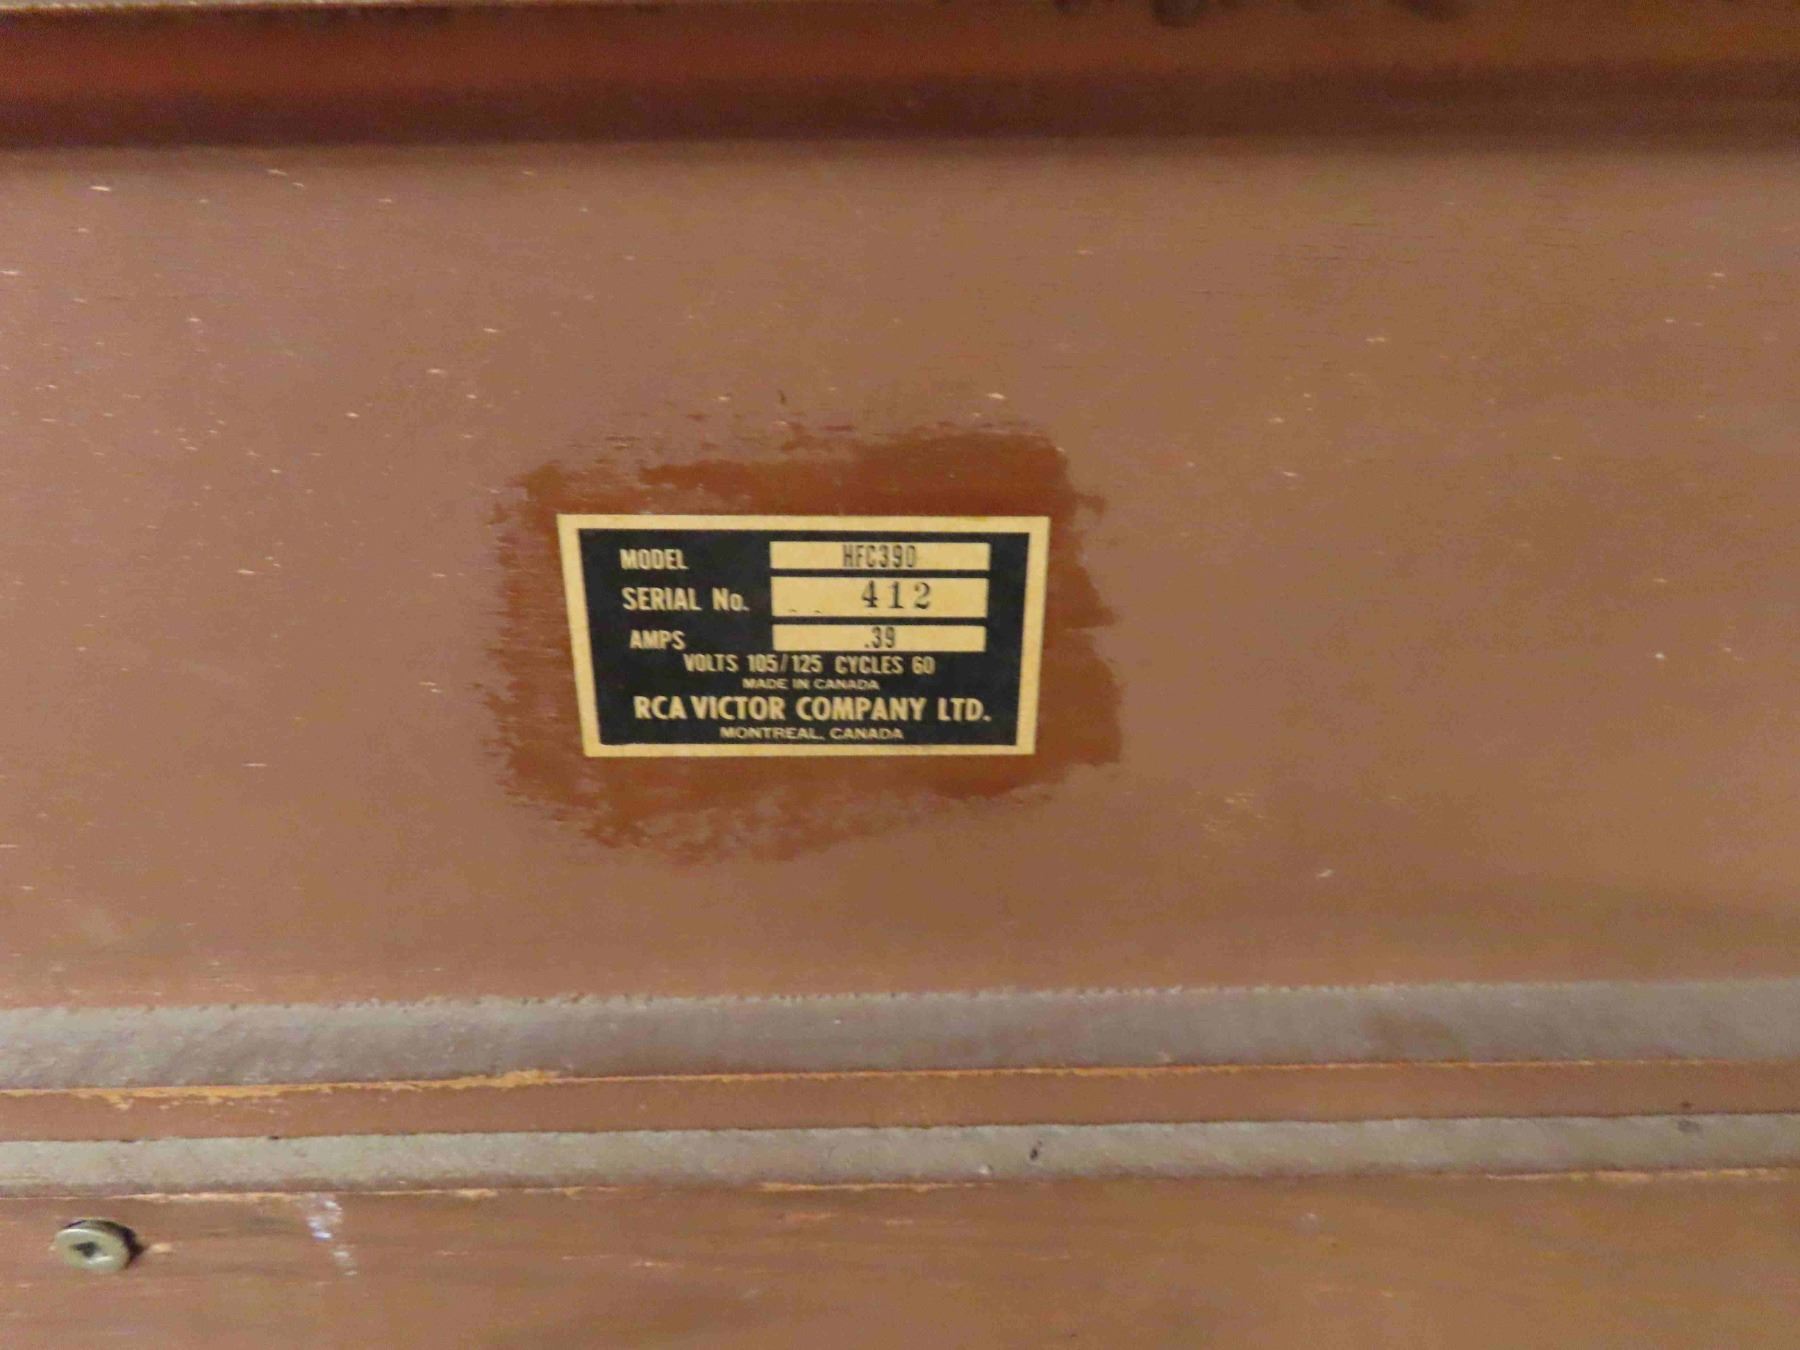 MODEL HFC390
SERIAL No. 412
AMPS .39
VOLTS 105/125 CYCLES 60
MADE IN CANADA
RCA VICTOR COMPANY LTD.
MONTREAL, CANADA